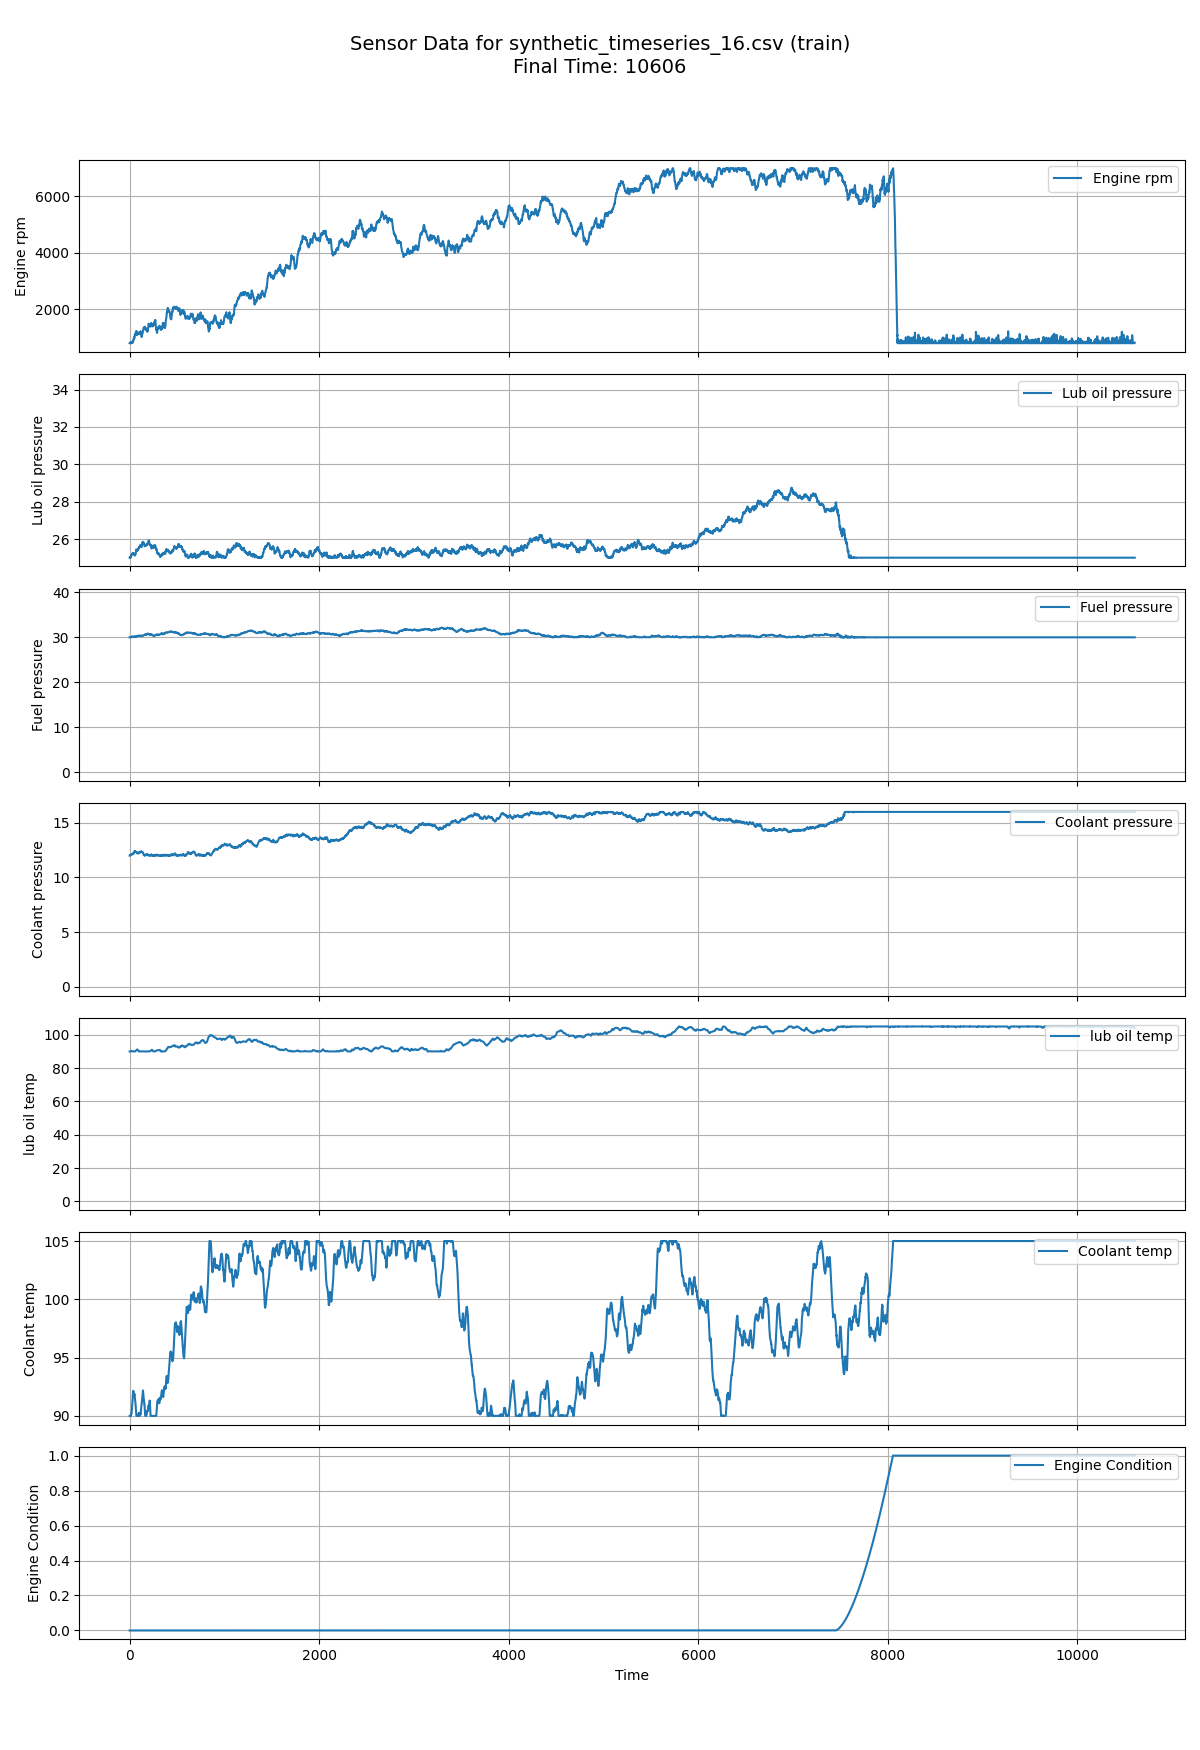 Sensor Data for synthetic_timeseries_16.csv (train)
Final Time: 10606
Engine rpm
6000
4000
2000
Engine rpm
Lub oil pressure
34
32
30
28
26
Lub oil pressure
Fuel pressure
40
30
20
10
0
Fuel pressure
Coolant pressure
15
10
5
0
Coolant pressure
lub oil temp
100
80
60
40
20
0
lub oil temp
Coolant temp
105
100
95
90
Coolant temp
Engine Condition
1.0
0.8
0.6
0.4
0.2
0.0
Engine Condition
0 2000 4000 6000 8000 10000
Time